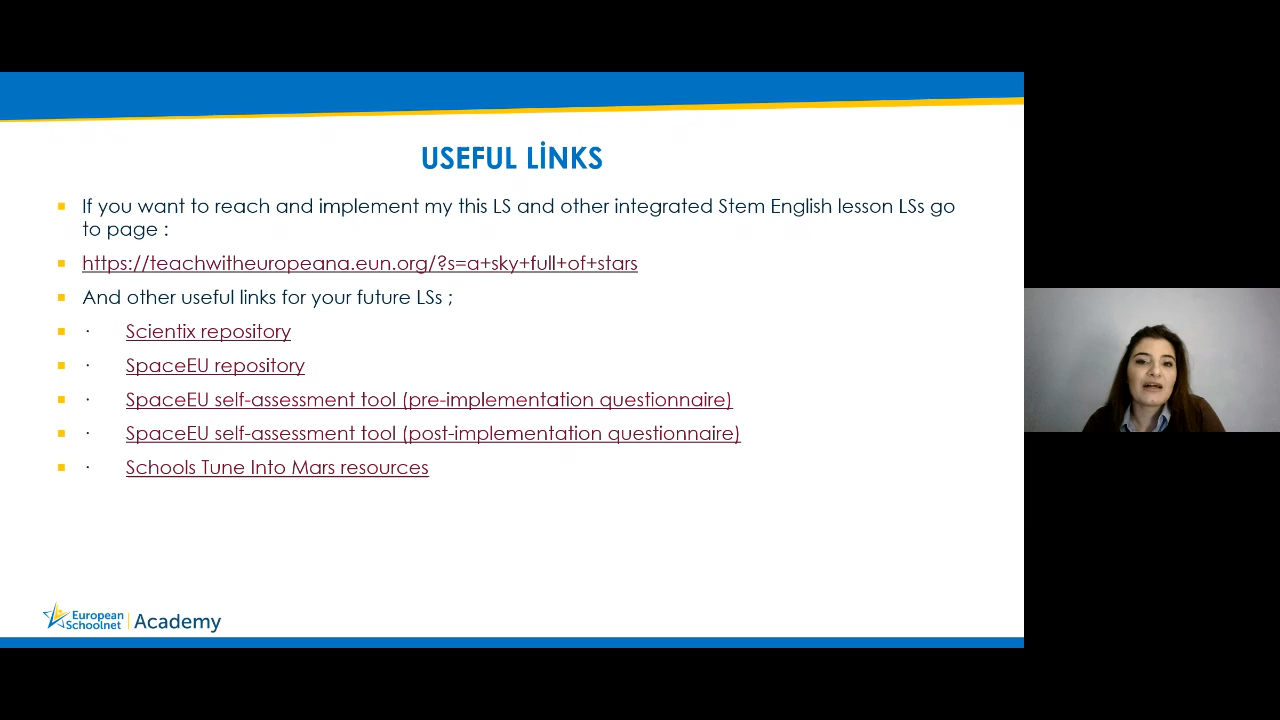 USEFUL LİNKS
If you want to reach and implement my this LS and other integrated Stem English lesson LSs go
to page :
https://teachwitheuropeana.eun.org/?s=a+sky+full+of+stars
And other useful links for your future LSs ;
· Scientix repository
· SpaceEU repository
· SpaceEU self-assessment tool (pre-implementation questionnaire)
· SpaceEU self-assessment tool (post-implementation questionnaire)
· Schools Tune Into Mars resources
European
Schoolnet
Academy